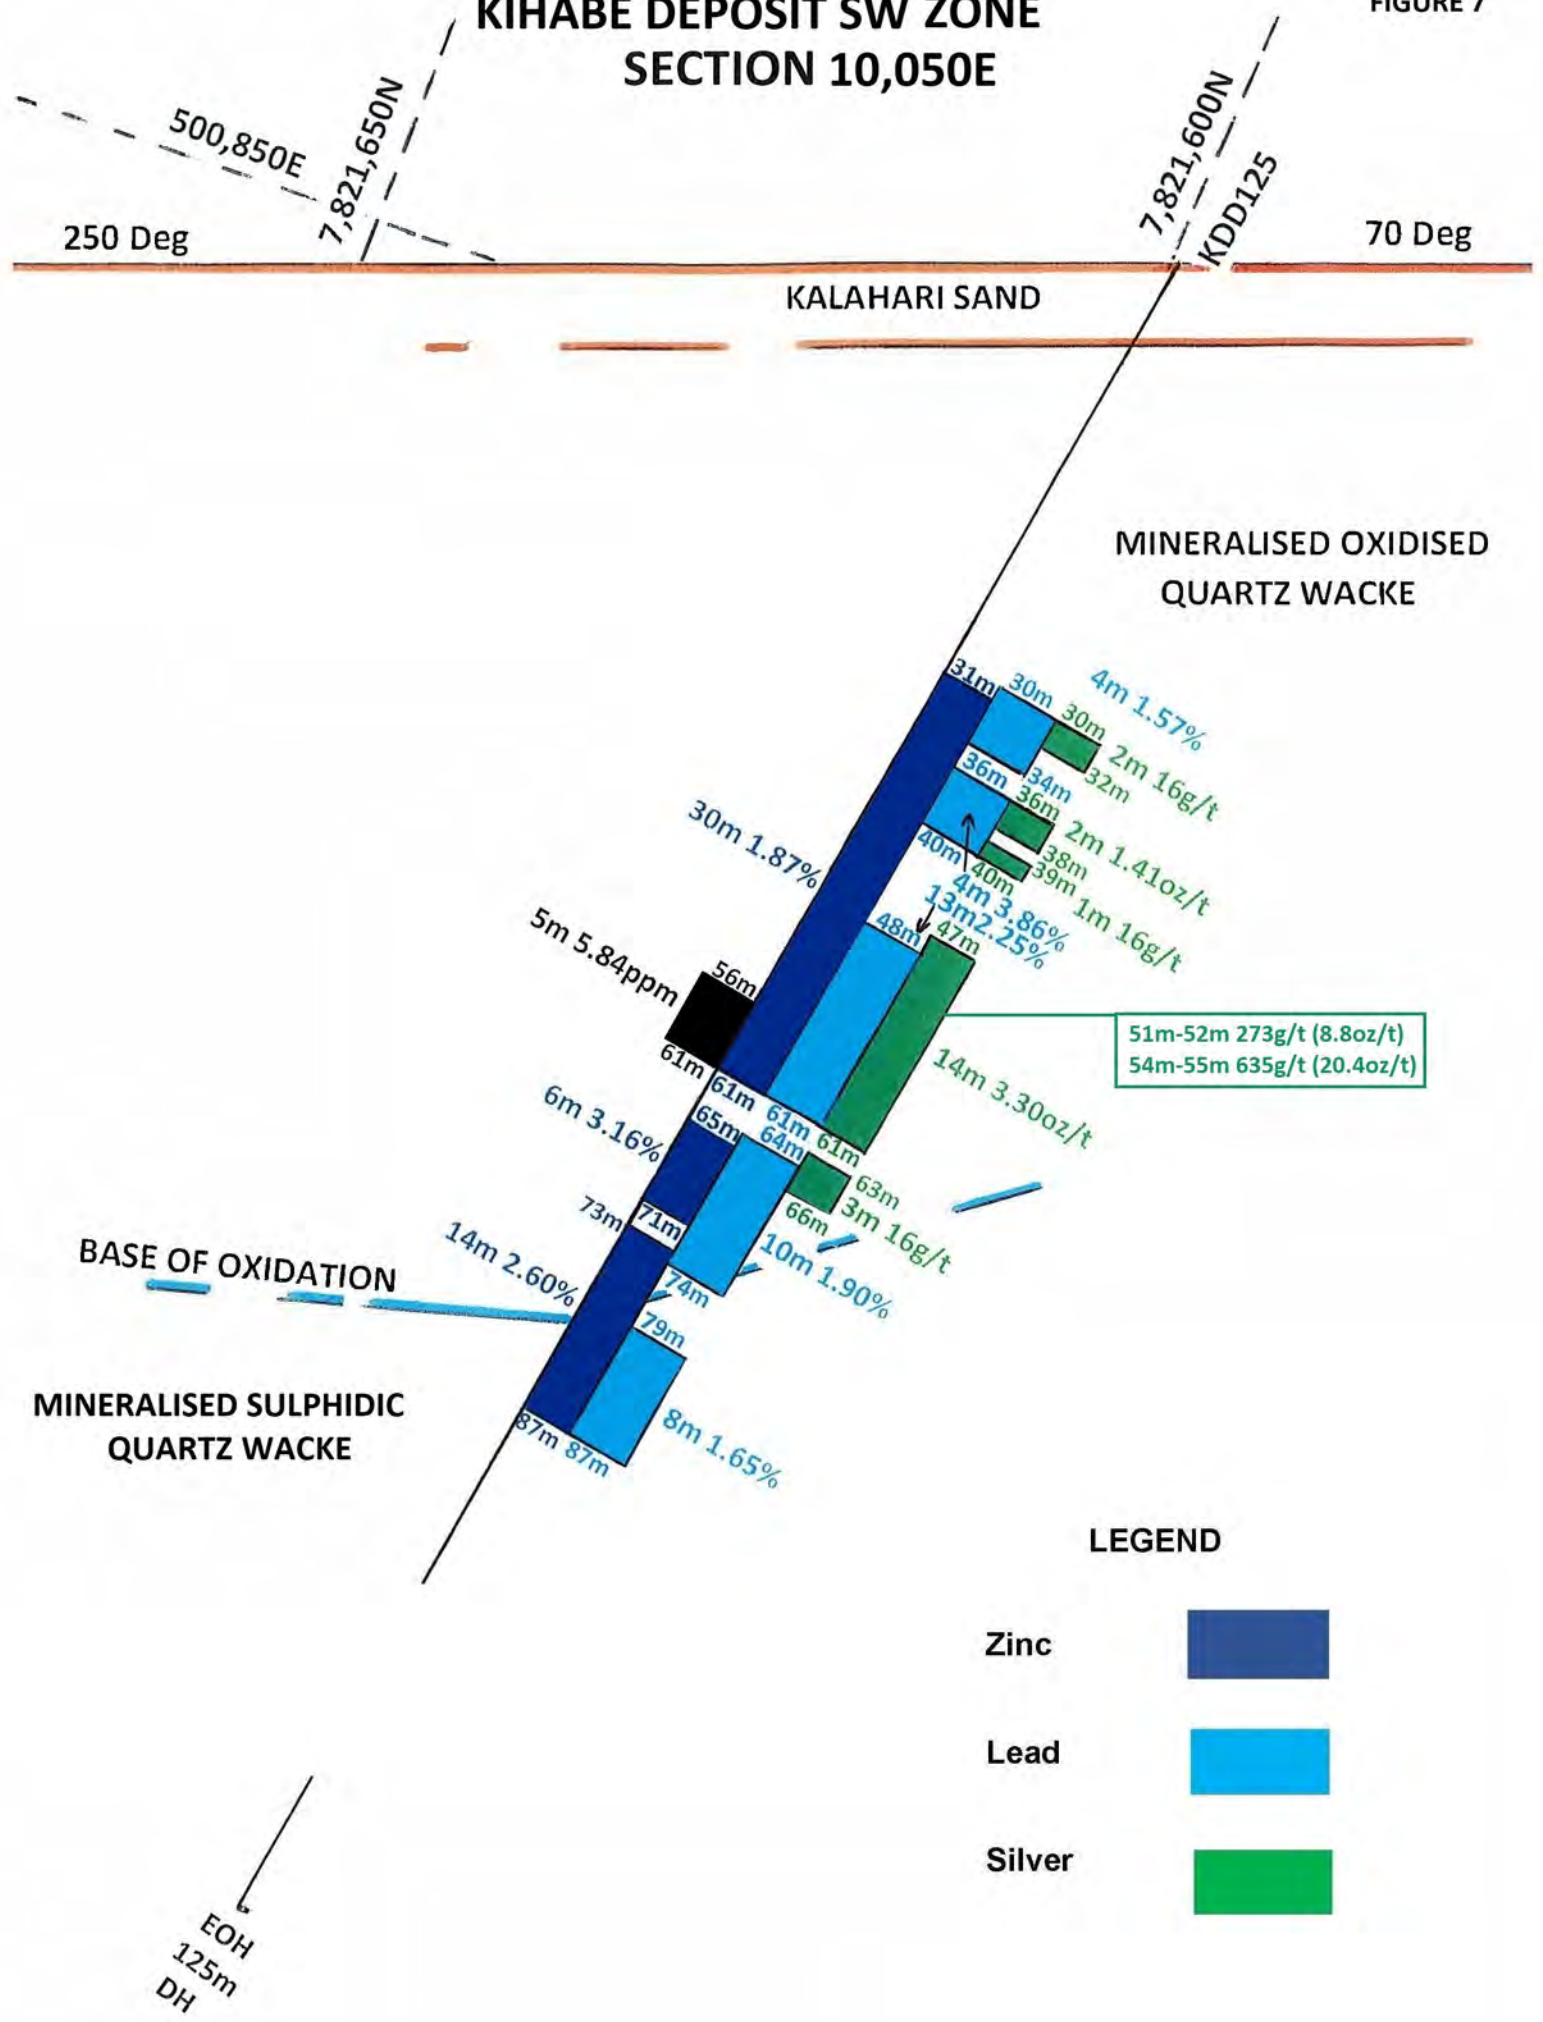 KIHABE DEPOSIT SW ZONE
SECTION 10,050E
FIGURE 7
500,850E
7,821,650N
7,821,600N
KDD125
250 Deg
70 Deg
KALAHARI SAND
MINERALISED OXIDISED
QUARTZ WACKE
31m
30m
4m 1.57%
30m
2m 16g/t
32m
34m
36m
36m
2m 1.41oz/t
38m
39m
1m 16g/t
40m
40m
4m 3.86%
13m2.25%
30m 1.87%
48m
47m
5m 5.84ppm
56m
61m
51m-52m 273g/t (8.8oz/t)
54m-55m 635g/t (20.4oz/t)
14m 3.30oz/t
61m
61m
61m
6m 3.16%
65m
64m
63m
3m 16g/t
66m
73m
71m
10m 1.90%
74m
14m 2.60%
BASE OF OXIDATION
79m
MINERALISED SULPHIDIC
QUARTZ WACKE
87m
87m
8m 1.65%
LEGEND
Zinc
Lead
Silver
EOH
125m
DH